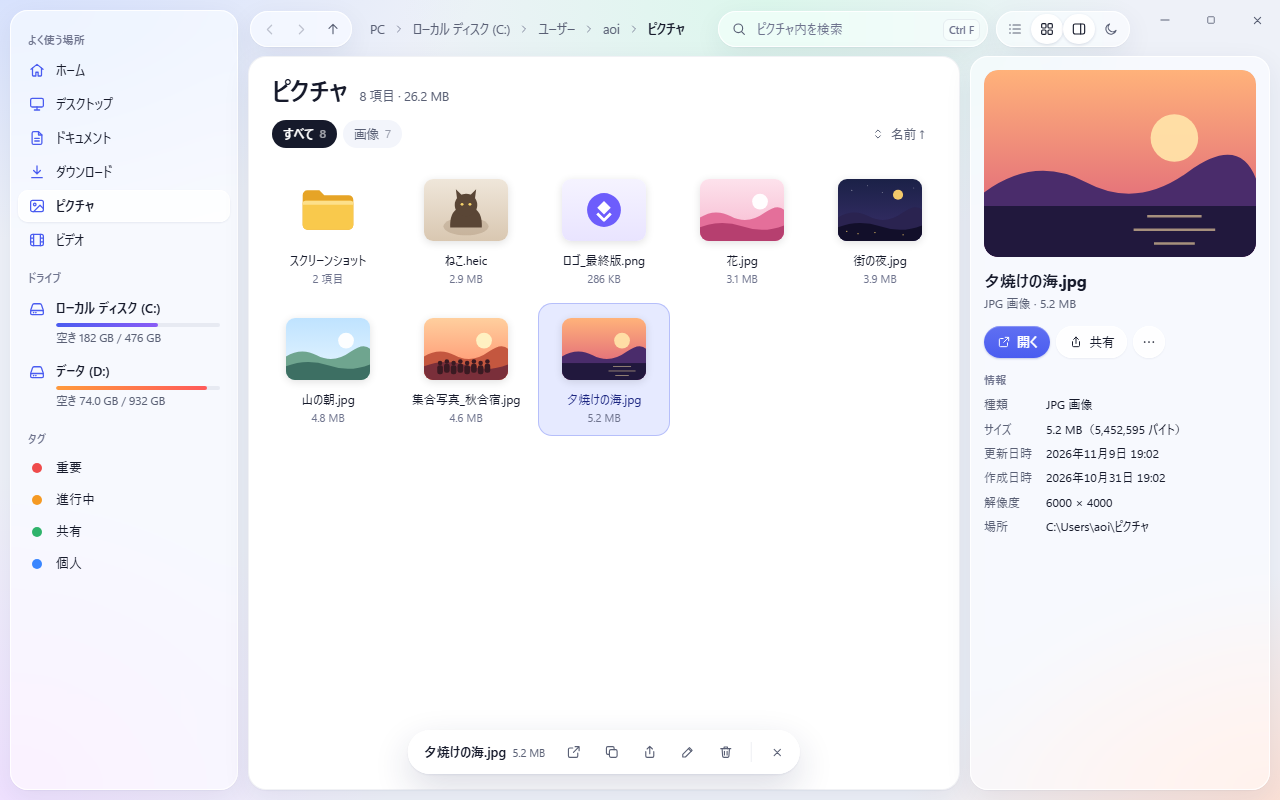 よく使う場所
ホーム
デスクトップ
ドキュメント
ダウンロード
ピクチャ
ビデオ
ドライブ
ローカル ディスク (C:)
空き 182 GB / 476 GB
データ (D:)
空き 74.0 GB / 932 GB
タグ
重要
進行中
共有
個人
PC › ローカル ディスク (C:) › ユーザー › aoi › ピクチャ
ピクチャ内を検索 Ctrl F
ピクチャ 8 項目 · 26.2 MB
すべて 8 画像 7
名前 ↑
スクリーンショット
2 項目
ねこ.heic
2.9 MB
ロゴ_最終版.png
286 KB
花.jpg
3.1 MB
街の夜.jpg
3.9 MB
山の朝.jpg
4.8 MB
集合写真_秋合宿.jpg
4.6 MB
夕焼けの海.jpg
5.2 MB
夕焼けの海.jpg 5.2 MB
夕焼けの海.jpg
JPG 画像 · 5.2 MB
開く 共有
情報
種類 JPG 画像
サイズ 5.2 MB（5,452,595 バイト）
更新日時 2026年11月9日 19:02
作成日時 2026年10月31日 19:02
解像度 6000 × 4000
場所 C:\Users\aoi\ピクチャ